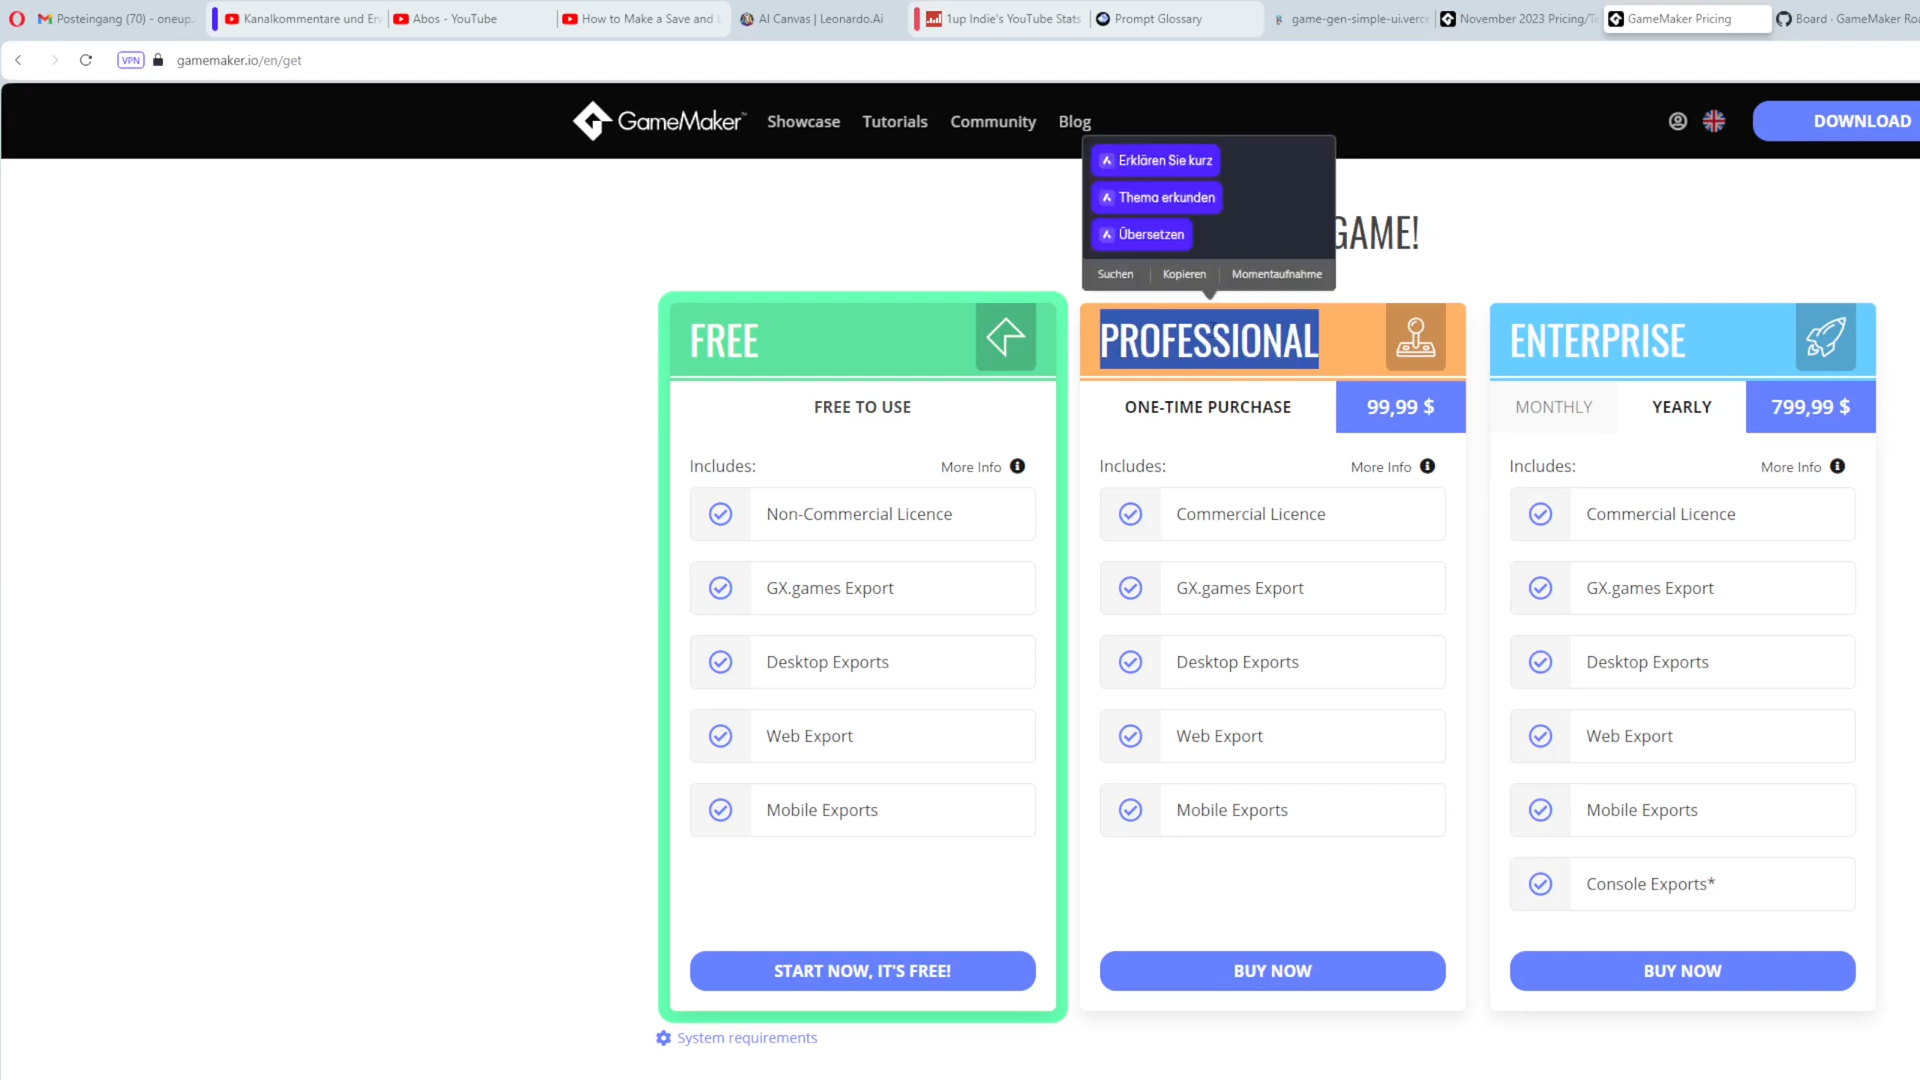 Posteingang (70) - oneup.
Kanalkommentare und Er
Abos - YouTube
How to Make a Save and L
AI Canvas | Leonardo.Ai
1up Indie's YouTube Stats
Prompt Glossary
game-gen-simple-ui.verce
November 2023 Pricing/Te
GameMaker Pricing
Board - GameMaker Roa
VPN
gamemaker.io/en/get
GameMaker™
Showcase
Tutorials
Community
Blog
DOWNLOAD
Erklären Sie kurz
Thema erkunden
Übersetzen
Suchen
Kopieren
Momentaufnahme
GAME!
FREE
FREE TO USE
Includes:
More Info
Non-Commercial Licence
GX.games Export
Desktop Exports
Web Export
Mobile Exports
START NOW, IT'S FREE!
PROFESSIONAL
ONE-TIME PURCHASE
99,99 $
Includes:
More Info
Commercial Licence
GX.games Export
Desktop Exports
Web Export
Mobile Exports
BUY NOW
ENTERPRISE
MONTHLY
YEARLY
799,99 $
Includes:
More Info
Commercial Licence
GX.games Export
Desktop Exports
Web Export
Mobile Exports
Console Exports*
BUY NOW
System requirements